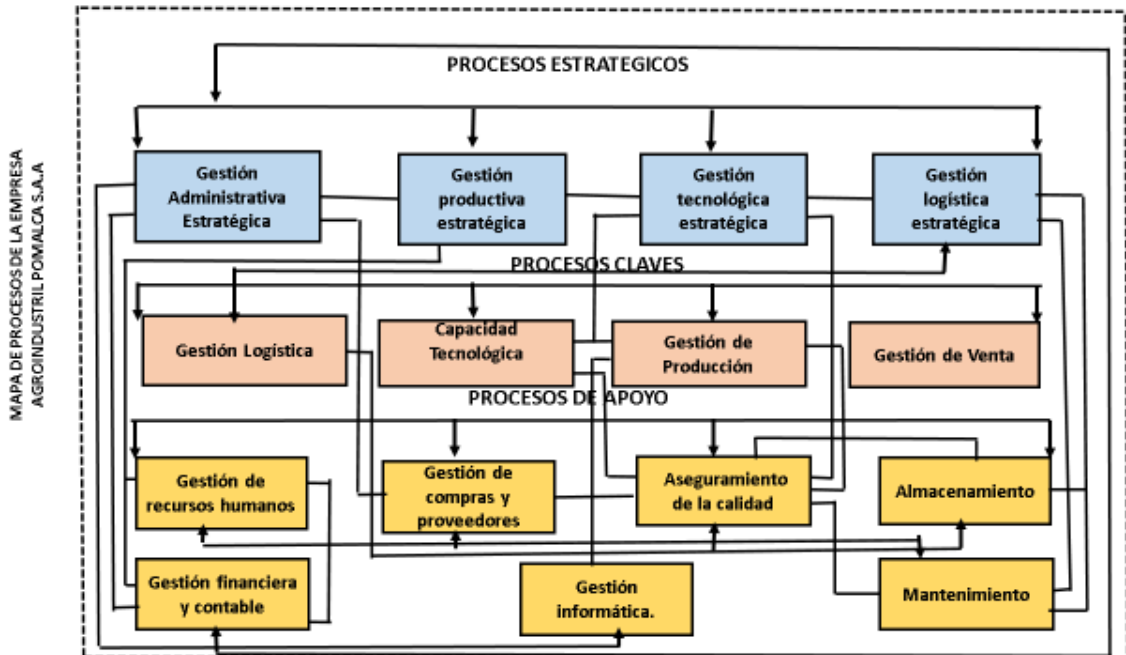 MAPA DE PROCESOS DE LA EMPRESA
AGROINDUSTRIL POMALCA S.A.A
PROCESOS ESTRATEGICOS
Gestión
Administrativa
Estratégica
Gestión
productiva
estratégica
Gestión
tecnológica
estratégica
Gestión
logística
estratégica
PROCESOS CLAVES
Gestión Logística
Capacidad
Tecnológica
Gestión de
Producción
Gestión de Venta
PROCESOS DE APOYO
Gestión de
recursos humanos
Gestión de
compras y
proveedores
Aseguramiento
de la calidad
Almacenamiento
Gestión financiera
y contable
Gestión
informática.
Mantenimiento